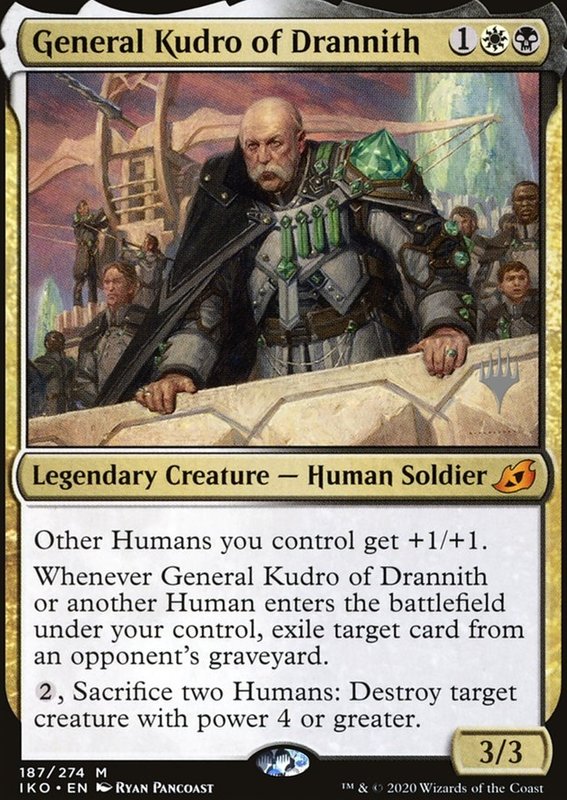 General Kudro of Drannith 1
Legendary Creature — Human Soldier
Other Humans you control get +1/+1.
Whenever General Kudro of Drannith
or another Human enters the battlefield
under your control, exile target card from
an opponent's graveyard.
2, Sacrifice two Humans: Destroy target
creature with power 4 or greater.
3/3
187/274 M
IKO • EN Ryan Pancoast
™ & © 2020 Wizards of the Coast